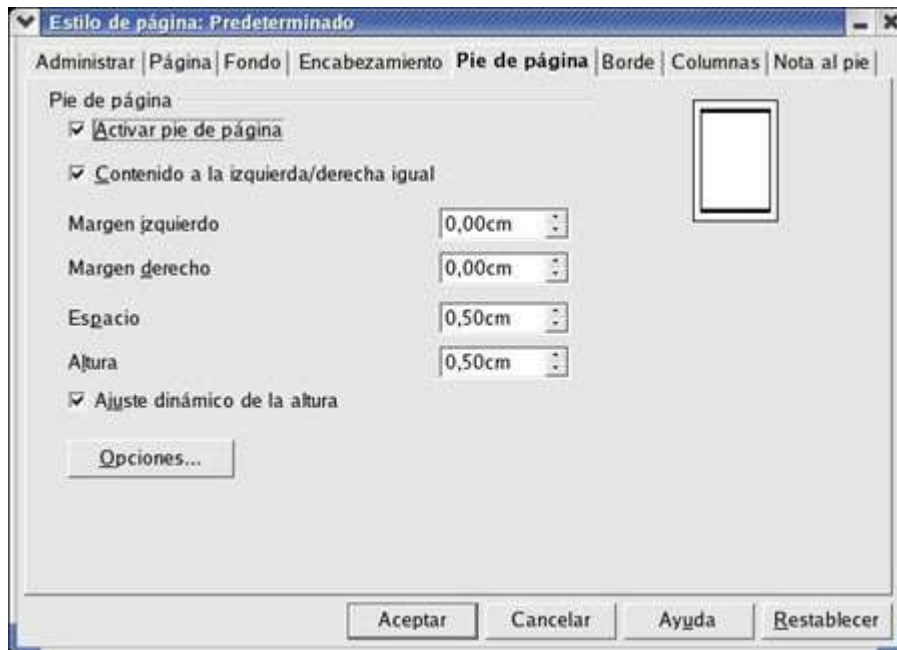 Estilo de página: Predeterminado
Administrar Página Fondo Encabezamiento Pie de página Borde Columnas Nota al pie
Pie de página
Activar pie de página
Contenido a la izquierda/derecha igual
Margen izquierdo 0,00cm
Margen derecho 0,00cm
Espacio 0,50cm
Altura 0,50cm
Ajuste dinámico de la altura
Opciones...
Aceptar Cancelar Ayuda Restablecer